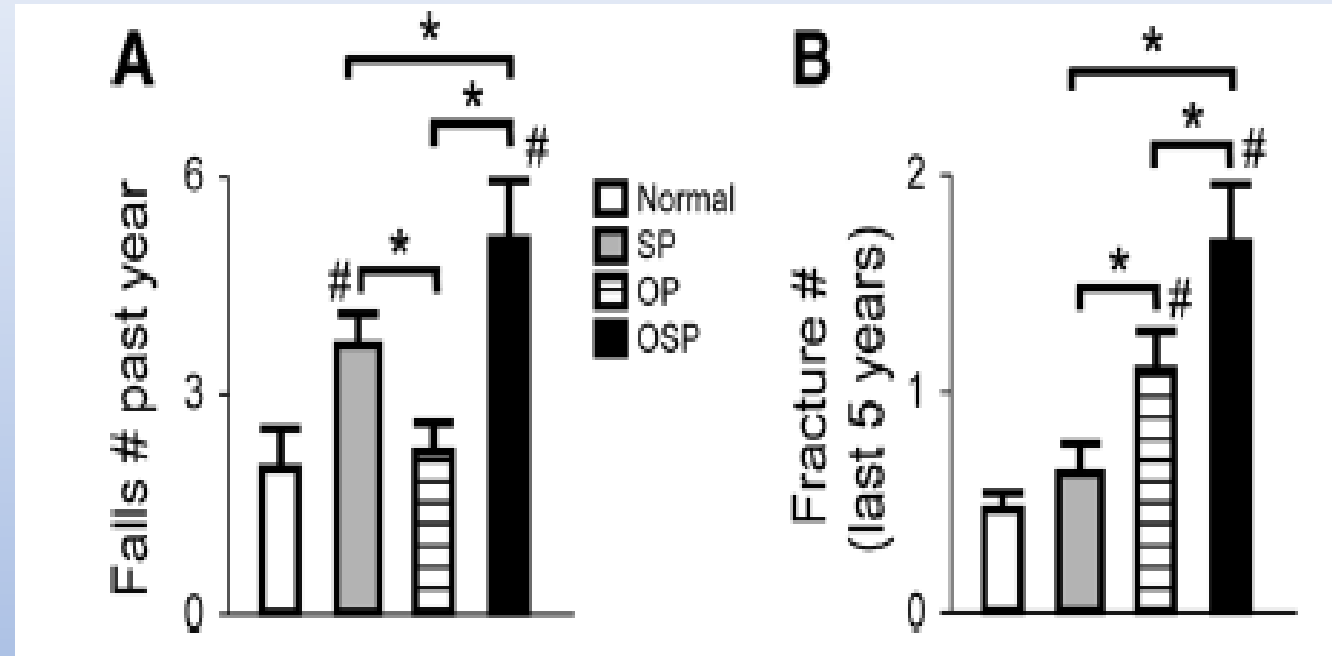 A
*
*
#
6
Falls # past year
#
*
3
0
Normal
SP
OP
OSP
B
*
*
#
2
Fracture #
(last 5 years)
*
#
1
0